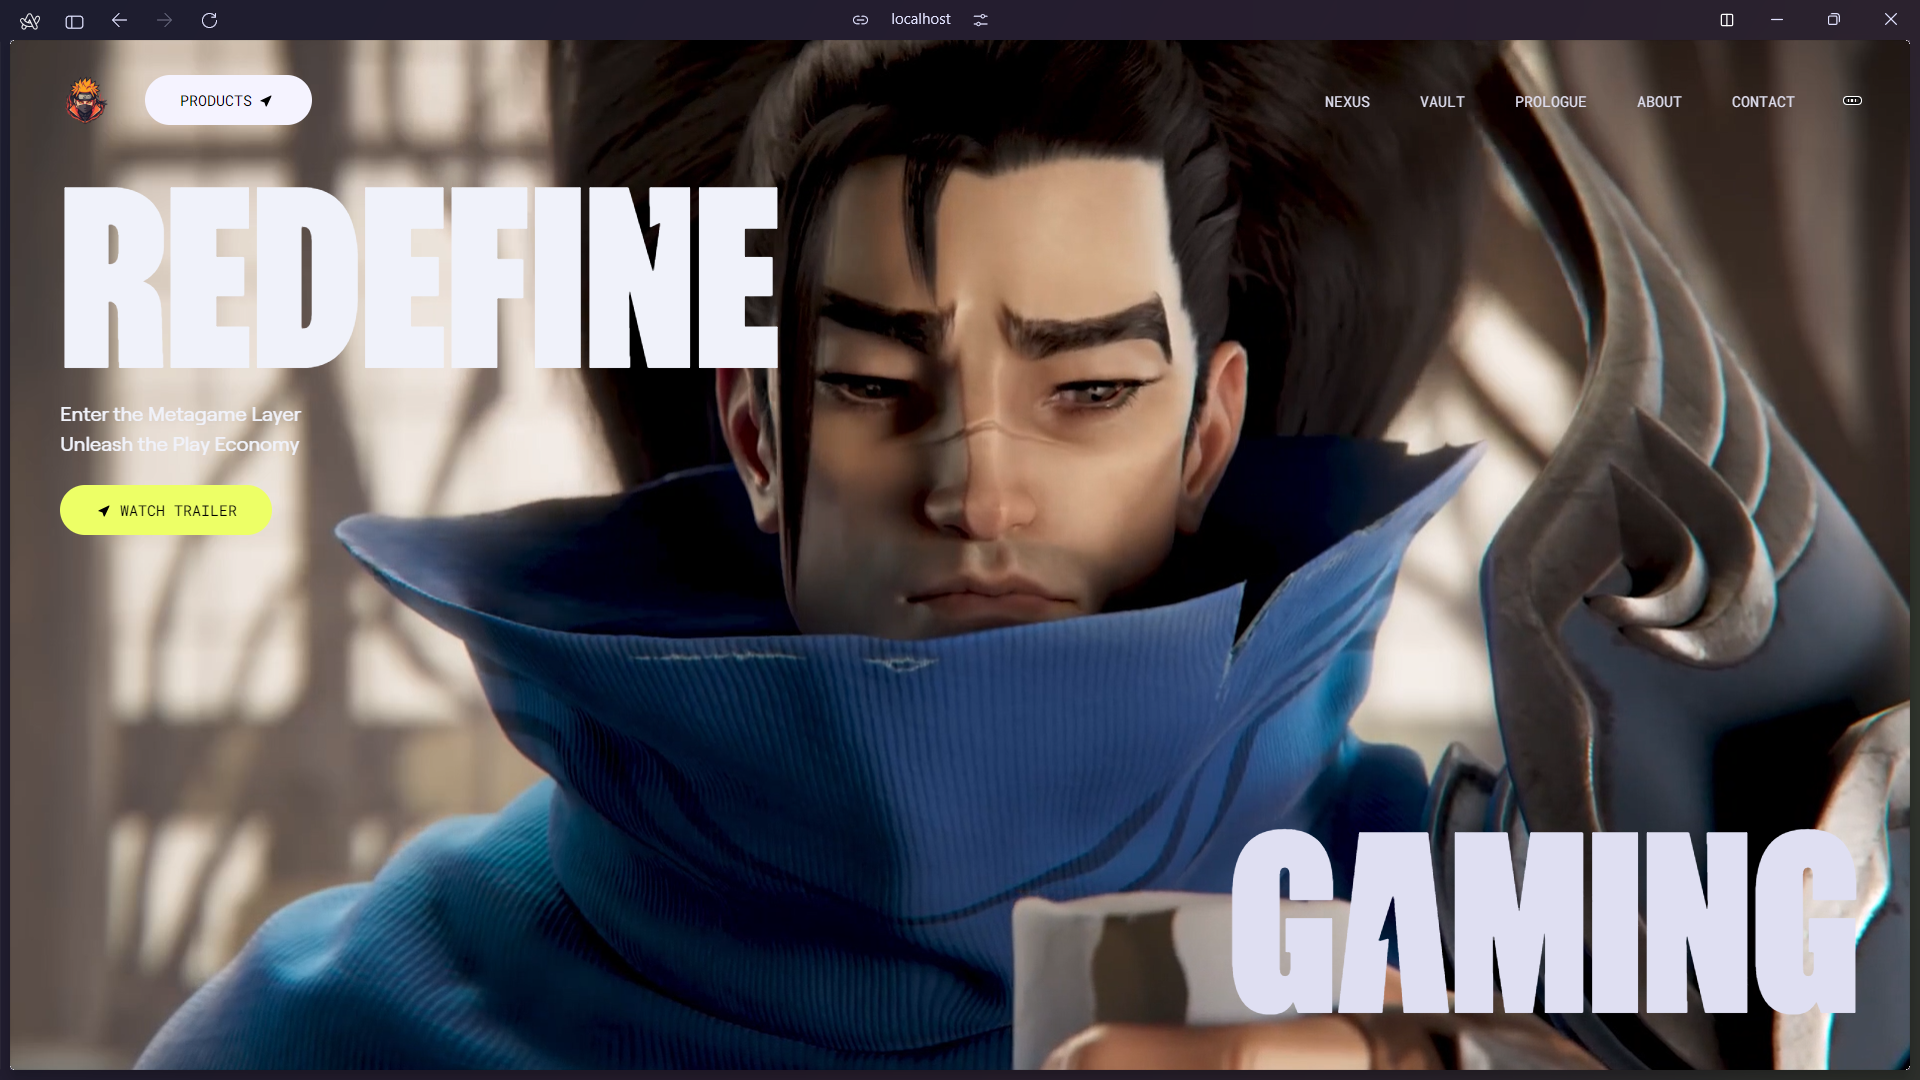 localhost
PRODUCTS
NEXUS
VAULT
PROLOGUE
ABOUT
CONTACT
REDEFINE
Enter the Metagame Layer
Unleash the Play Economy
WATCH TRAILER
GAMING